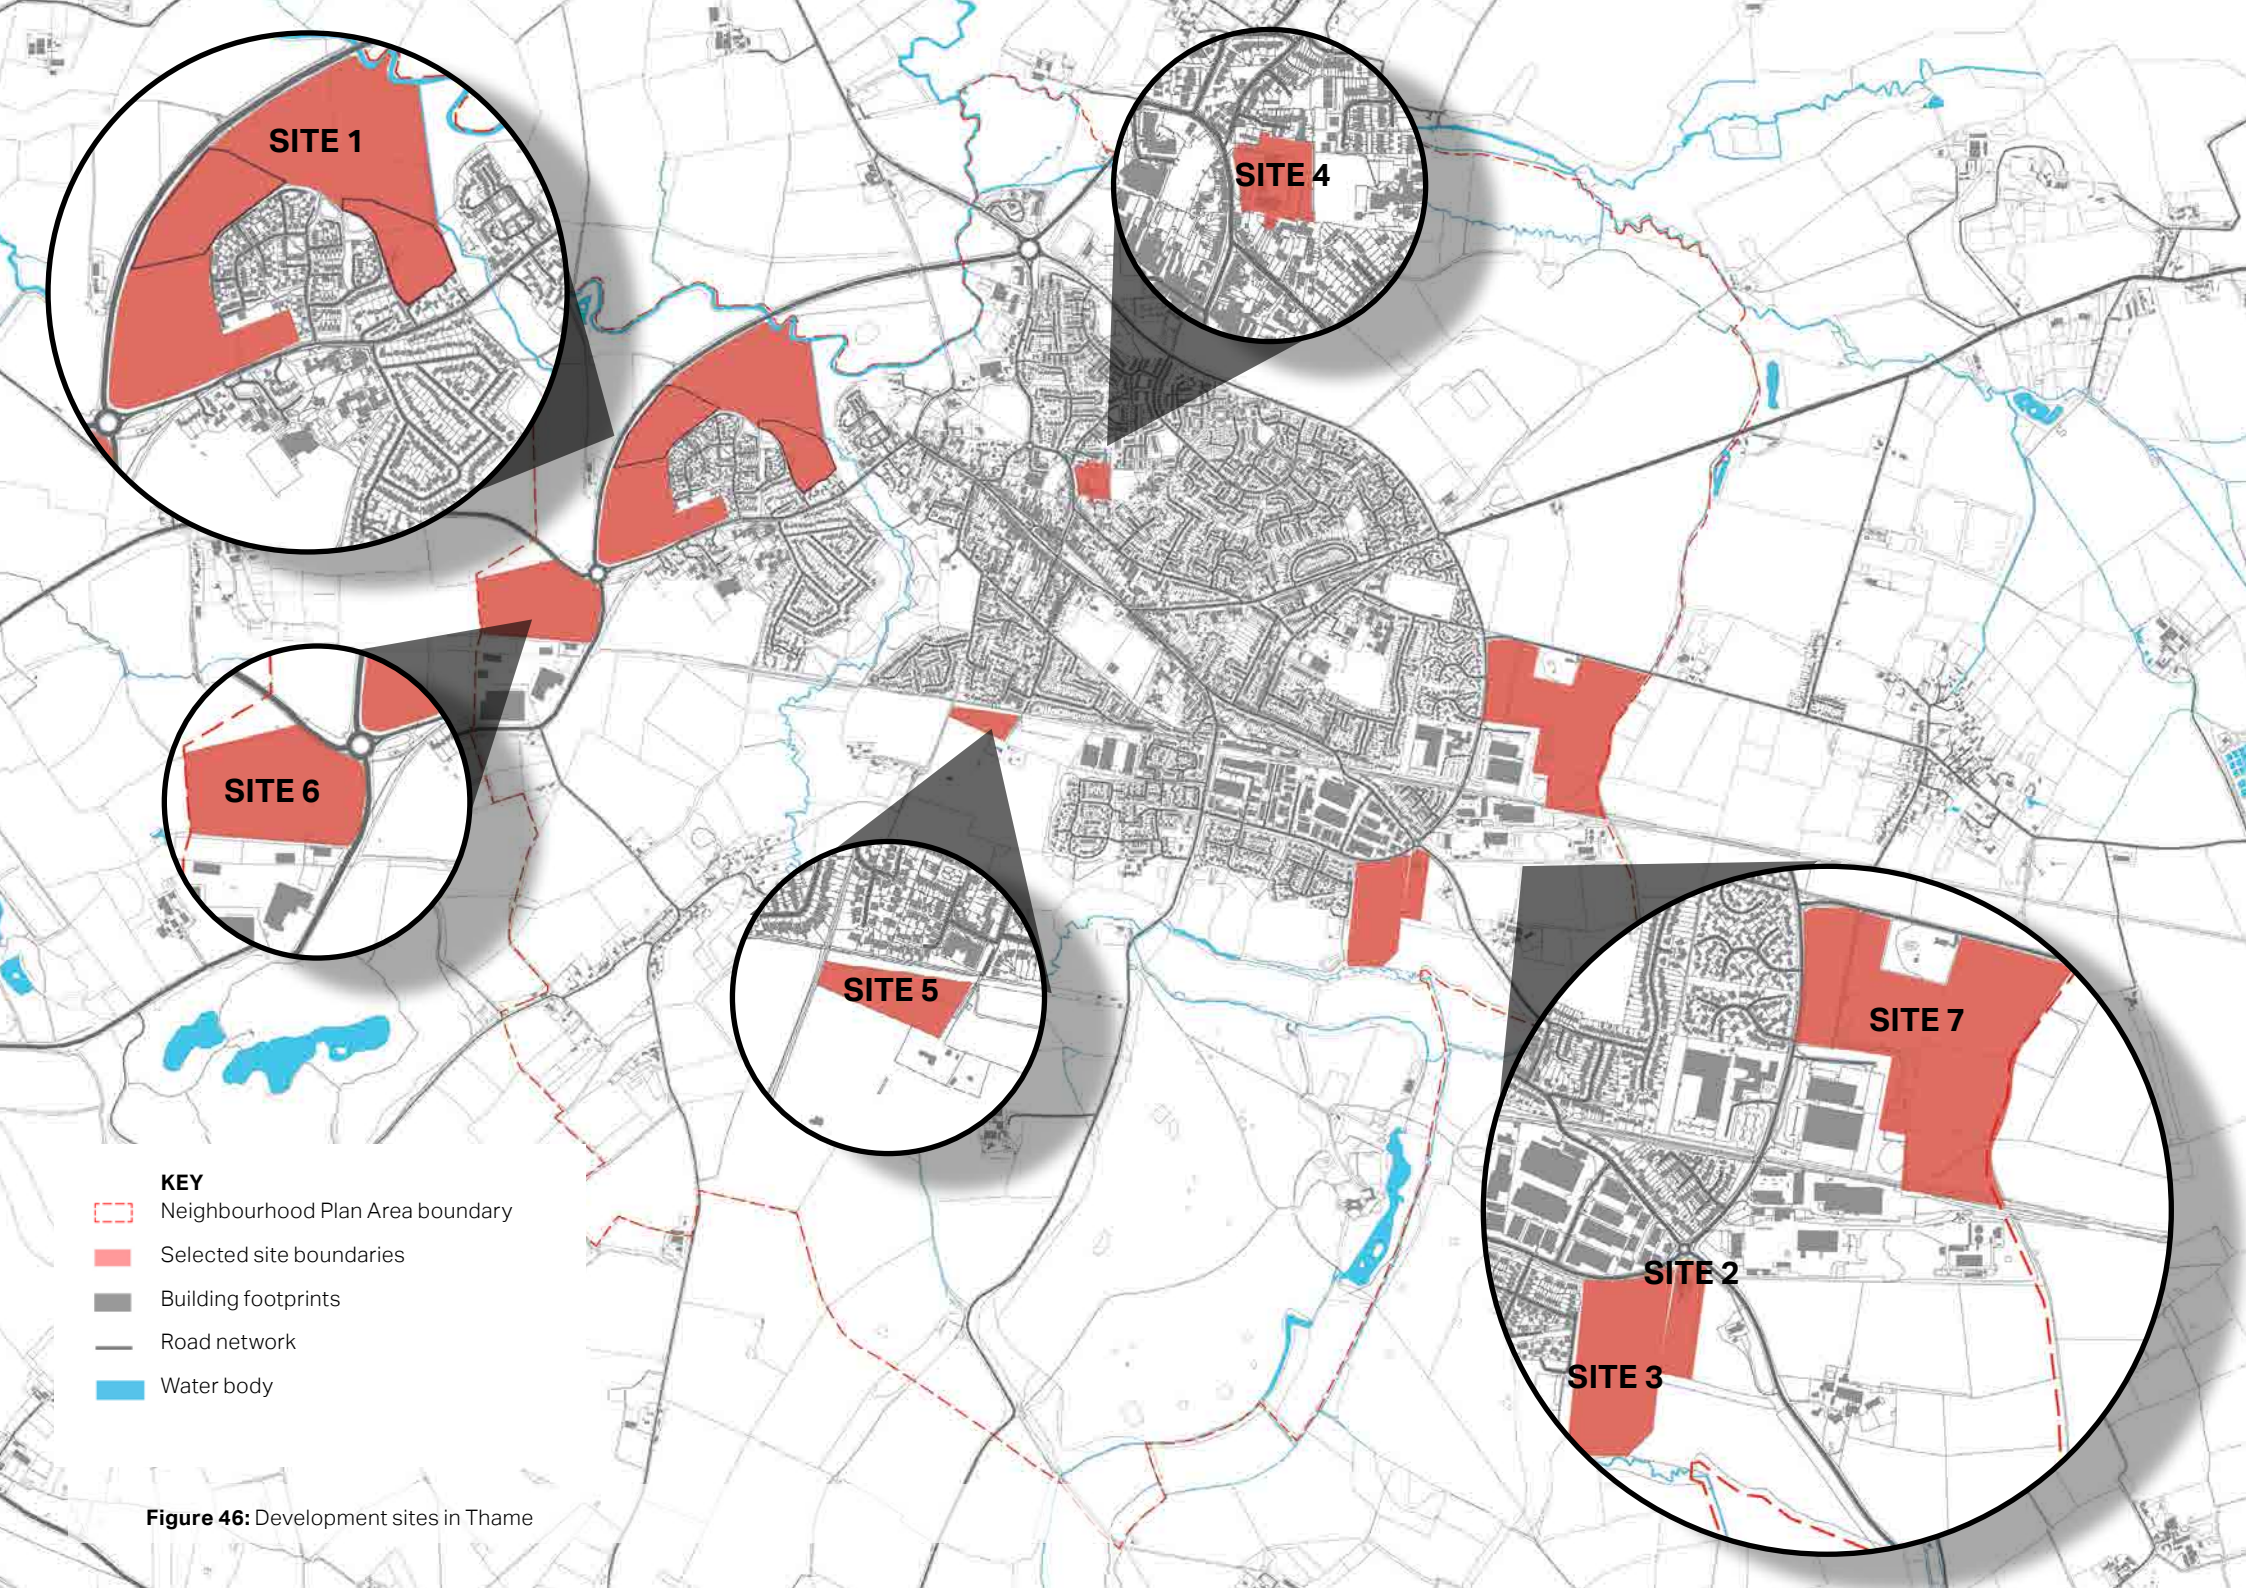 SITE 1
SITE 4
SITE 6
SITE 5
SITE 7
SITE 2
SITE 3
KEY
Neighbourhood Plan Area boundary
Selected site boundaries
Building footprints
Road network
Water body
Figure 46: Development sites in Thame